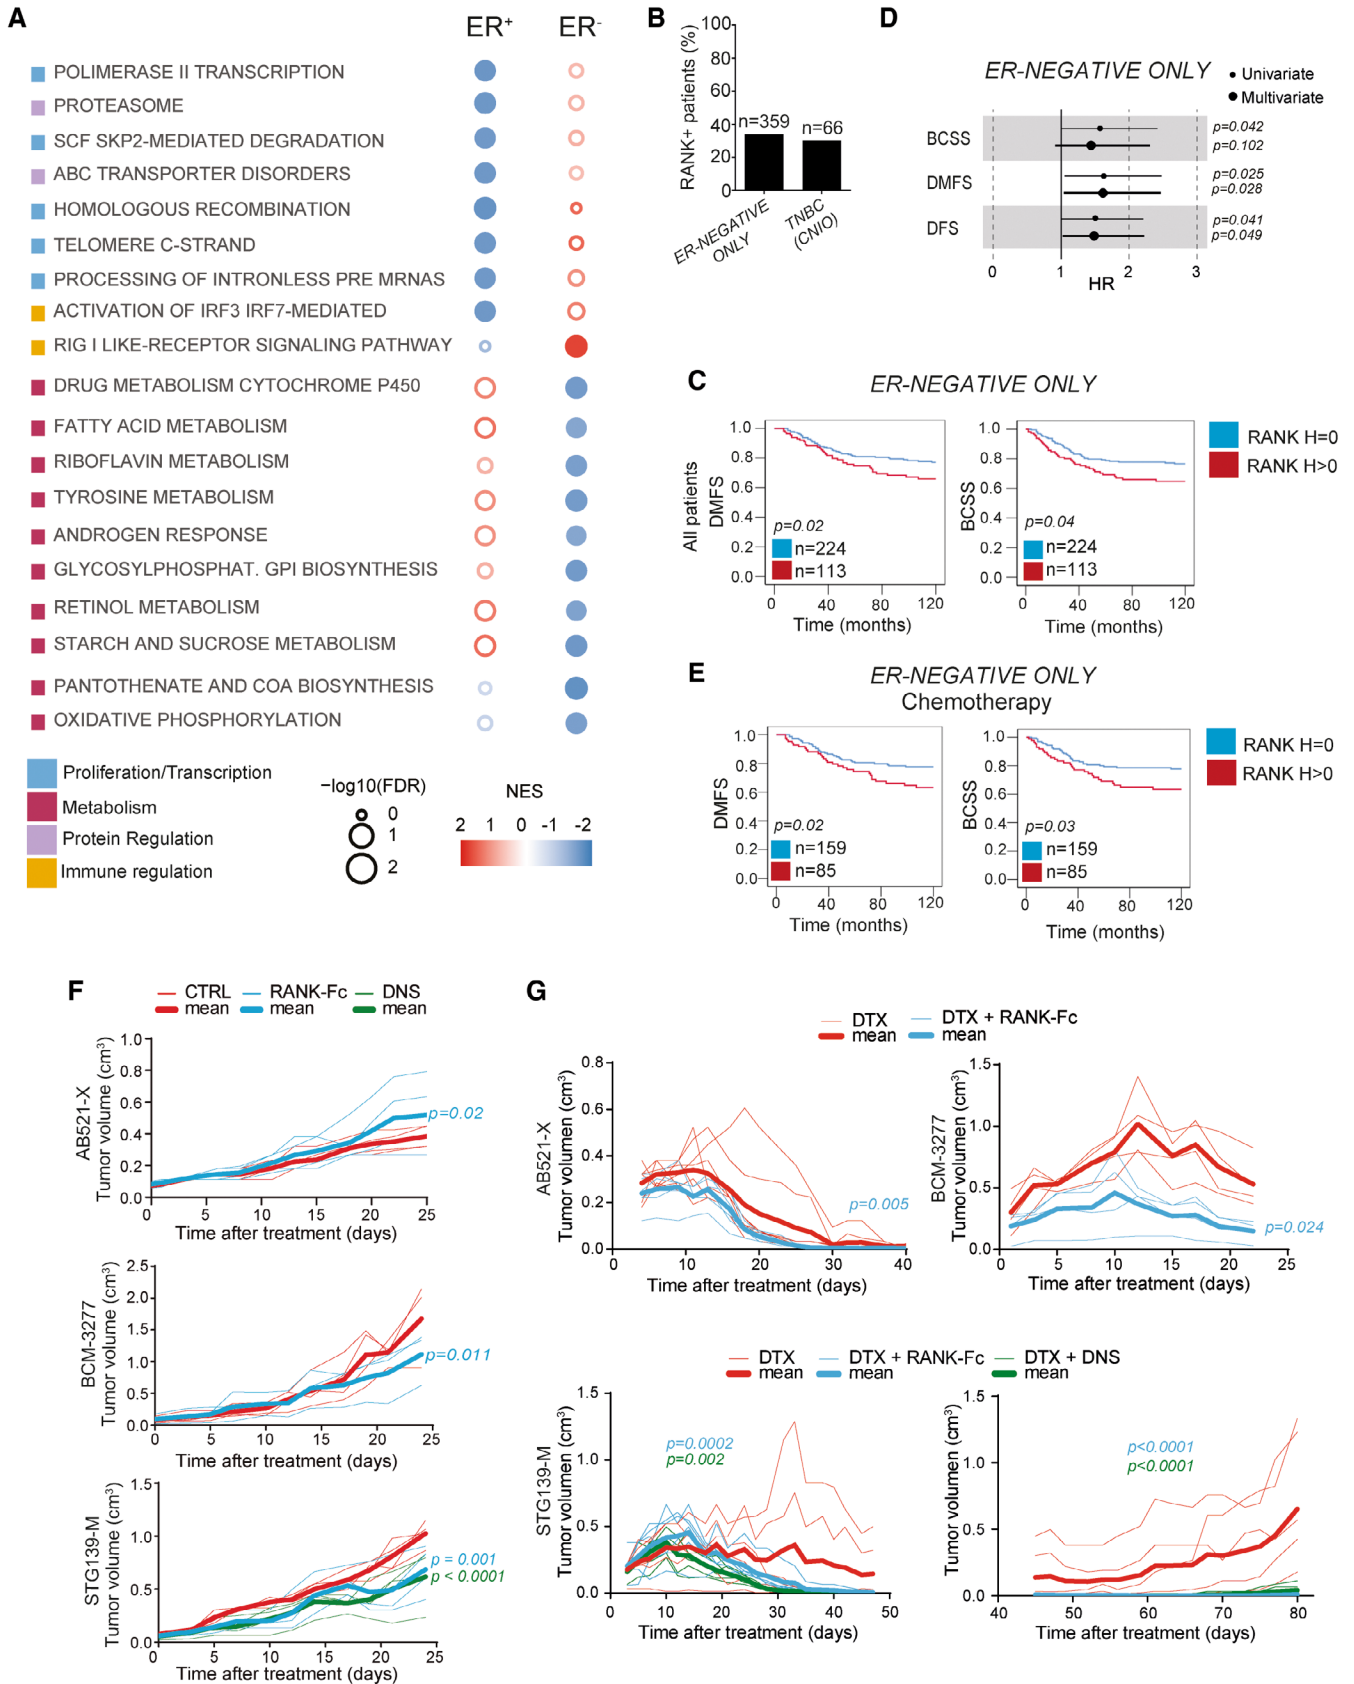 A
ER+
ER-
POLIMERASE II TRANSCRIPTION
PROTEASOME
SCF SKP2-MEDIATED DEGRADATION
ABC TRANSPORTER DISORDERS
HOMOLOGOUS RECOMBINATION
TELOMERE C-STRAND
PROCESSING OF INTRONLESS PRE MRNAS
ACTIVATION OF IRF3 IRF7-MEDIATED
RIG I LIKE-RECEPTOR SIGNALING PATHWAY
DRUG METABOLISM CYTOCHROME P450
FATTY ACID METABOLISM
RIBOFLAVIN METABOLISM
TYROSINE METABOLISM
ANDROGEN RESPONSE
GLYCOSYLPHOSPHAT. GPI BIOSYNTHESIS
RETINOL METABOLISM
STARCH AND SUCROSE METABOLISM
PANTOTHENATE AND COA BIOSYNTHESIS
OXIDATIVE PHOSPHORYLATION
Proliferation/Transcription
Metabolism
Protein Regulation
Immune regulation
−log10(FDR)
0
1
2
NES
2 1 0 -1 -2
B
RANK+ patients (%)
100
80
60
40
20
0
n=359
n=66
ER-NEGATIVE
ONLY
TNBC
(CNIO)
D
ER-NEGATIVE ONLY
Univariate
Multivariate
BCSS
p=0.042
p=0.102
DMFS
p=0.025
p=0.028
DFS
p=0.041
p=0.049
0 1 2 3
HR
C
ER-NEGATIVE ONLY
All patients
DMFS
1.0
0.8
0.6
0.4
0.2
0.0
p=0.02
n=224
n=113
0 40 80 120
Time (months)
BCSS
1.0
0.8
0.6
0.4
0.2
0.0
p=0.04
n=224
n=113
0 40 80 120
Time (months)
RANK H=0
RANK H>0
E
ER-NEGATIVE ONLY
Chemotherapy
DMFS
1.0
0.8
0.6
0.4
0.2
0.0
p=0.02
n=159
n=85
0 40 80 120
Time (months)
BCSS
1.0
0.8
0.6
0.4
0.2
0.0
p=0.03
n=159
n=85
0 40 80 120
Time (months)
RANK H=0
RANK H>0
F
CTRL RANK-Fc DNS
mean mean mean
AB521-X
Tumor volume (cm3)
1.0
0.8
0.6
0.4
0.2
0.0
p=0.02
0 5 10 15 20 25
Time after treatment (days)
BCM-3277
Tumor volume (cm3)
2.5
2.0
1.5
1.0
0.5
0.0
p=0.011
0 5 10 15 20 25
Time after treatment (days)
STG139-M
Tumor volume (cm3)
1.5
1.0
0.5
0.0
p = 0.001
p < 0.0001
0 5 10 15 20 25
Time after treatment (days)
G
DTX DTX + RANK-Fc
mean mean
AB521-X
Tumor volumen (cm3)
0.8
0.6
0.4
0.2
0.0
p=0.005
0 10 20 30 40
Time after treatment (days)
BCM-3277
Tumor volumen (cm3)
1.5
1.0
0.5
0.0
p=0.024
0 5 10 15 20 25
Time after treatment (days)
DTX DTX + RANK-Fc DTX + DNS
mean mean mean
STG139-M
Tumor volumen (cm3)
1.5
1.0
0.5
0.0
p=0.0002
p=0.002
0 10 20 30 40 50
Time after treatment (days)
Tumor volumen (cm3)
1.5
1.0
0.5
0.0
p<0.0001
p<0.0001
40 50 60 70 80
Time after treatment (days)